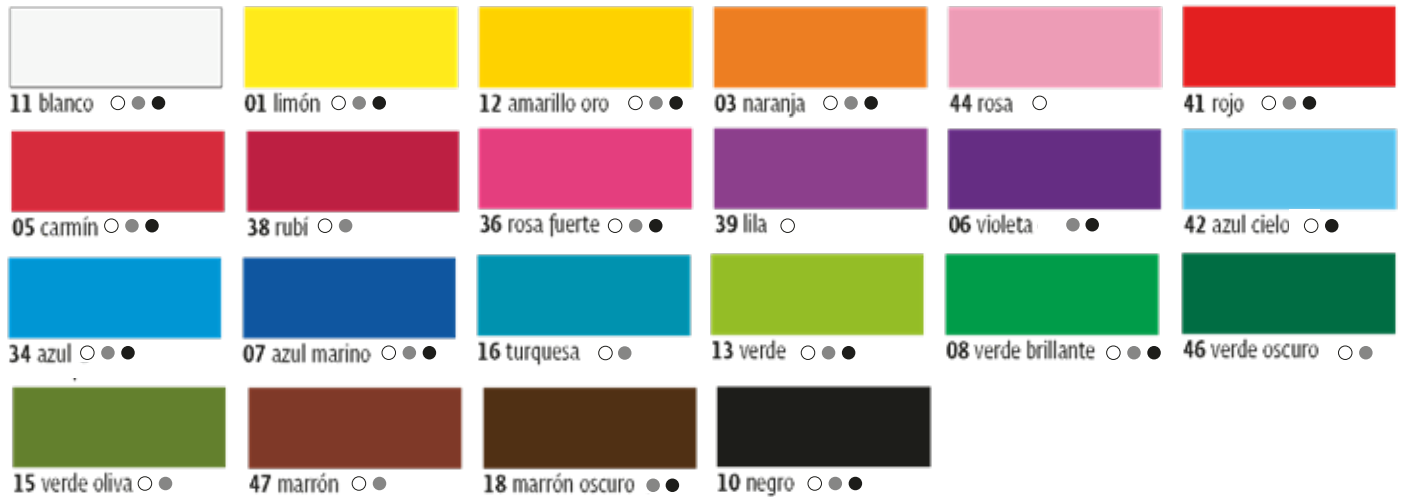 11 blanco
01 limón
12 amarillo oro
03 naranja
44 rosa
41 rojo
05 carmín
38 rubí
36 rosa fuerte
39 lila
06 violeta
42 azul cielo
34 azul
07 azul marino
16 turquesa
13 verde
08 verde brillante
46 verde oscuro
15 verde oliva
47 marrón
18 marrón oscuro
10 negro